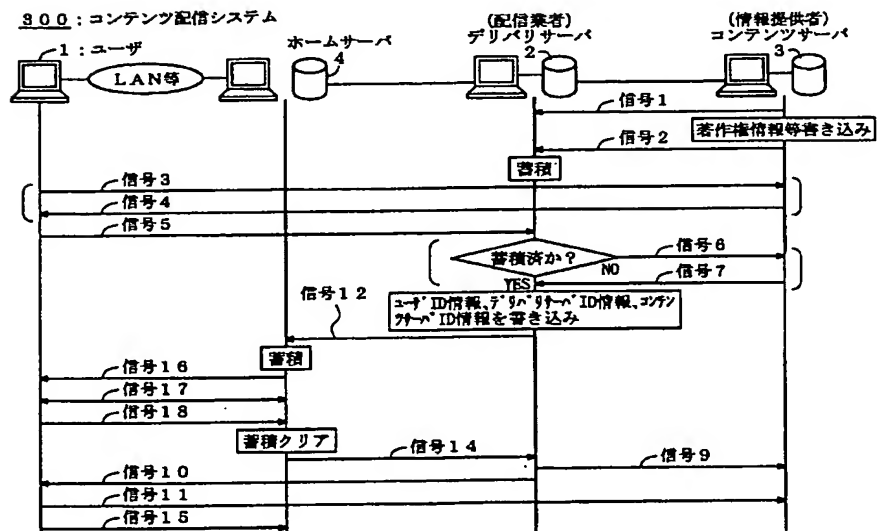 300：コンテンツ配信システム
1：ユーザ
LAN等
ホームサーバ
4
(配信業者)
デリバリサーバ
2
(情報提供者)
コンテンツサーバ
3
信号1
著作権情報等書き込み
信号2
蓄積
信号3
信号4
信号5
蓄積済か？
信号6
NO
信号7
YES
信号12
ユーザID情報、デリバリサーバID情報、コンテン
ツサーバID情報を書き込み
蓄積
信号16
信号17
信号18
蓄積クリア
信号14
信号9
信号10
信号11
信号15